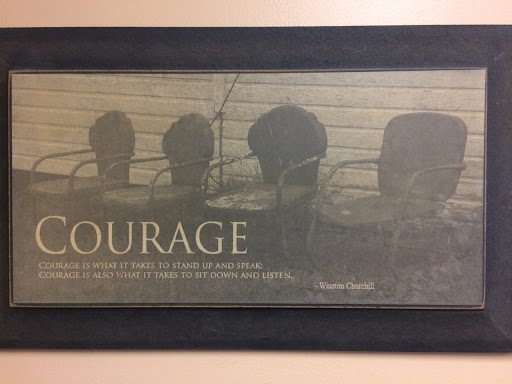 COURAGE
COURAGE IS WHAT IT TAKES TO STAND UP AND SPEAK;
COURAGE IS ALSO WHAT IT TAKES TO SIT DOWN AND LISTEN.
- Winston Churchill